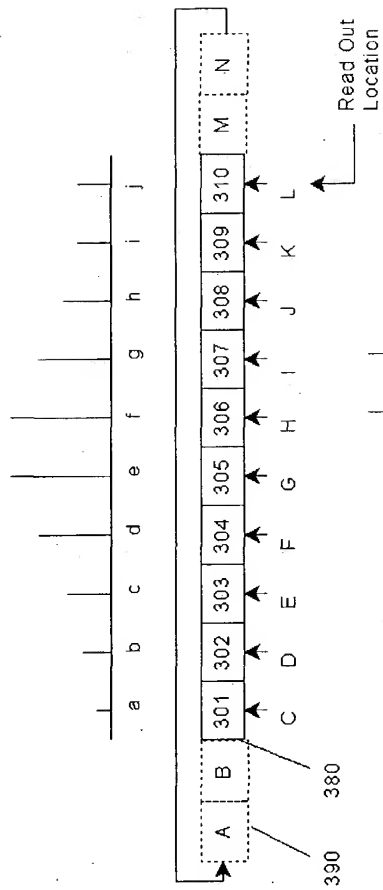 a b c d e f g h i j
A B 301 302 303 304 305 306 307 308 309 310 M N
C D E F G H I J K L
390 380
Read Out
Location